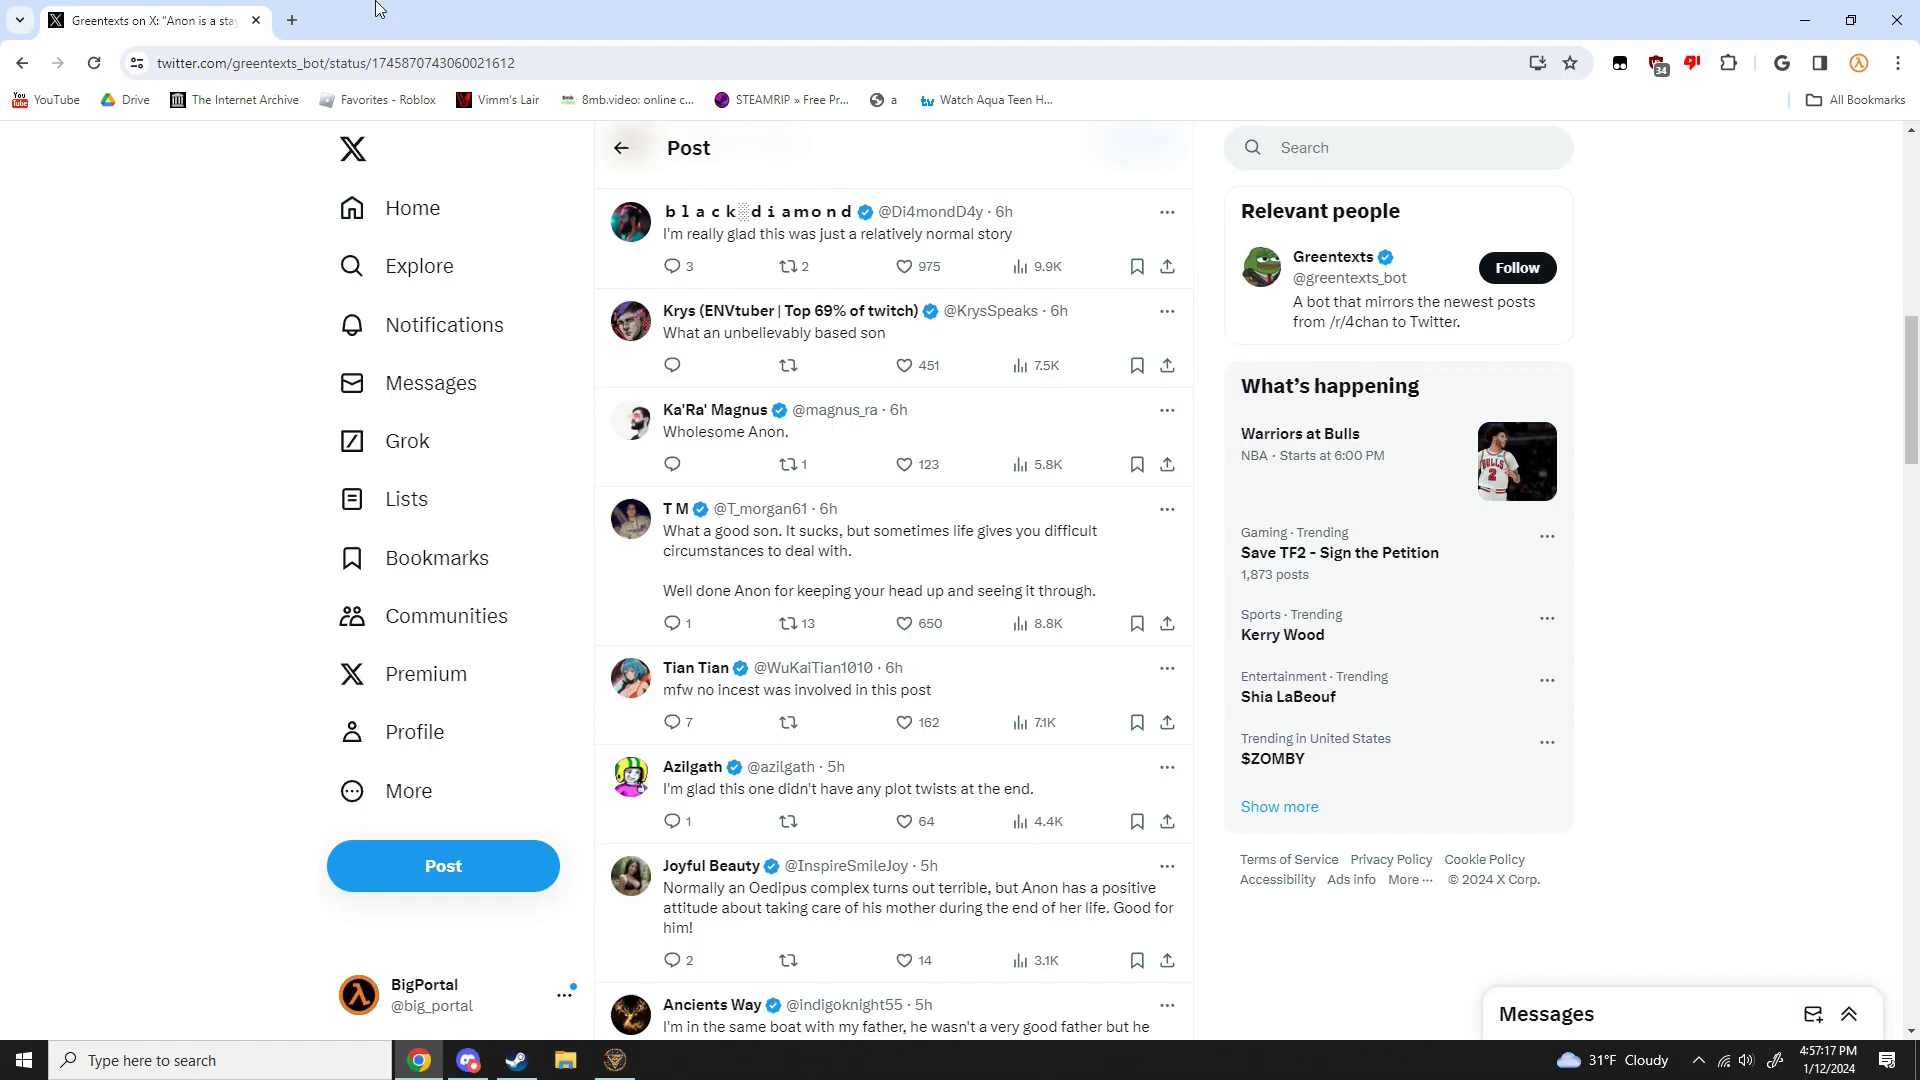 Greentexts on X: "Anon is a sta
twitter.com/greentexts_bot/status/1745870743060021612
34
YouTube
Drive
The Internet Archive
Favorites - Roblox
Vimm's Lair
8mb.video: online c...
STEAMRIP » Free Pr...
a
Watch Aqua Teen H...
All Bookmarks
Home
Explore
Notifications
Messages
Grok
Lists
Bookmarks
Communities
Premium
Profile
More
Post
BigPortal
@big_portal
Post
black░diamond @Di4mondD4y · 6h
I'm really glad this was just a relatively normal story
3 2 975 9.9K
Krys (ENVtuber | Top 69% of twitch) @KrysSpeaks · 6h
What an unbelievably based son
451 7.5K
Ka'Ra' Magnus @magnus_ra · 6h
Wholesome Anon.
1 123 5.8K
T M @T_morgan61 · 6h
What a good son. It sucks, but sometimes life gives you difficult
circumstances to deal with.
Well done Anon for keeping your head up and seeing it through.
1 13 650 8.8K
Tian Tian @WuKaiTian1010 · 6h
mfw no incest was involved in this post
7 162 7.1K
Azilgath @azilgath · 5h
I'm glad this one didn't have any plot twists at the end.
1 64 4.4K
Joyful Beauty @InspireSmileJoy · 5h
Normally an Oedipus complex turns out terrible, but Anon has a positive
attitude about taking care of his mother during the end of her life. Good for
him!
2 14 3.1K
Ancients Way @indigoknight55 · 5h
I'm in the same boat with my father, he wasn't a very good father but he
Search
Relevant people
Greentexts
@greentexts_bot
Follow
A bot that mirrors the newest posts
from /r/4chan to Twitter.
What's happening
Warriors at Bulls
NBA · Starts at 6:00 PM
BULLS
2
Gaming · Trending
Save TF2 - Sign the Petition
1,873 posts
Sports · Trending
Kerry Wood
Entertainment · Trending
Shia LaBeouf
Trending in United States
$ZOMBY
Show more
Terms of Service Privacy Policy Cookie Policy
Accessibility Ads info More ··· © 2024 X Corp.
Messages
Type here to search
31°F Cloudy
4:57:17 PM
1/12/2024